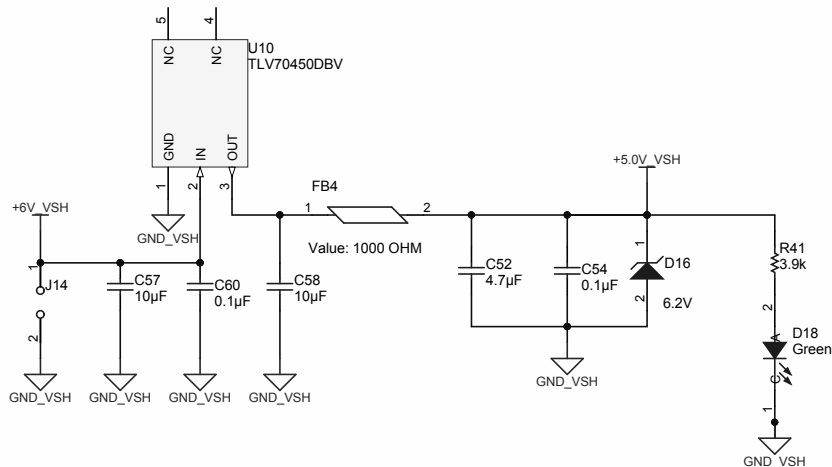 5
4
NC
NC
U10
TLV70450DBV
GND
IN
OUT
1
2
3
FB4
1
2
Value: 1000 OHM
+5.0V_VSH
+6V_VSH
GND_VSH
1
J14
2
C57
10µF
C60
0.1µF
C58
10µF
C52
4.7µF
C54
0.1µF
1
D16
2
6.2V
R41
3.9k
2
A
D18
Green
C
1
GND_VSH
GND_VSH
GND_VSH
GND_VSH
GND_VSH
GND_VSH